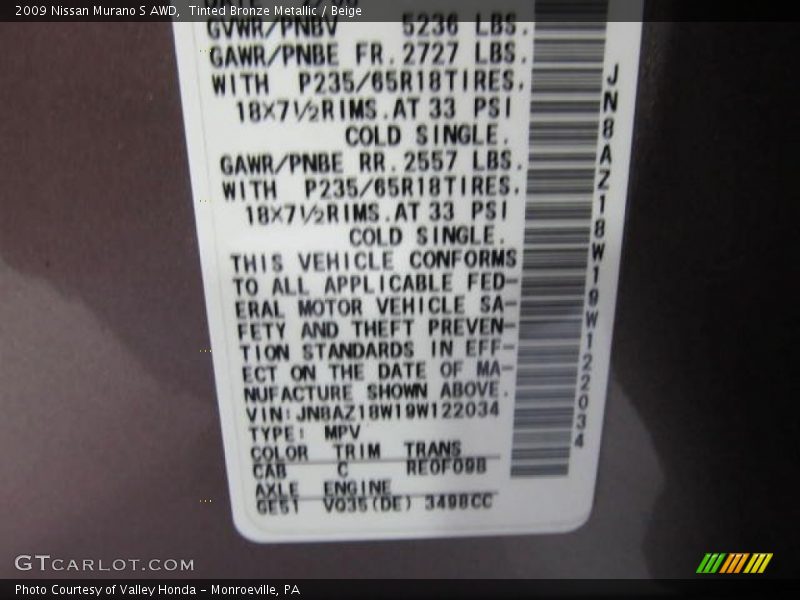 2009 Nissan Murano S AWD, Tinted Bronze Metallic / Beige
GVWR/PNBV 5236 LBS.
GAWR/PNBE FR. 2727 LBS.
WITH P235/65R18TIRES.
18X7½RIMS.AT 33 PSI
COLD SINGLE.
GAWR/PNBE RR. 2557 LBS.
WITH P235/65R18TIRES.
18X7½RIMS.AT 33 PSI
COLD SINGLE.
THIS VEHICLE CONFORMS
TO ALL APPLICABLE FED-
ERAL MOTOR VEHICLE SA-
FETY AND THEFT PREVEN-
TION STANDARDS IN EFF-
ECT ON THE DATE OF MA-
NUFACTURE SHOWN ABOVE.
VIN:JN8AZ18W19W122034
TYPE: MPV
COLOR TRIM TRANS
CAB C RE0F09B
AXLE ENGINE
GE51 VQ35(DE) 3498CC
JN8AZ18W19W122034
GTCARLOT.COM
Photo Courtesy of Valley Honda - Monroeville, PA